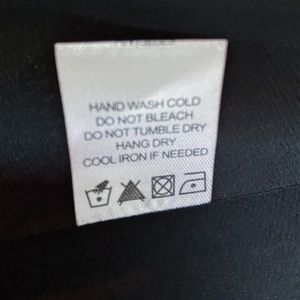 HAND WASH COLD
DO NOT BLEACH
DO NOT TUMBLE DRY
HANG DRY
COOL IRON IF NEEDED